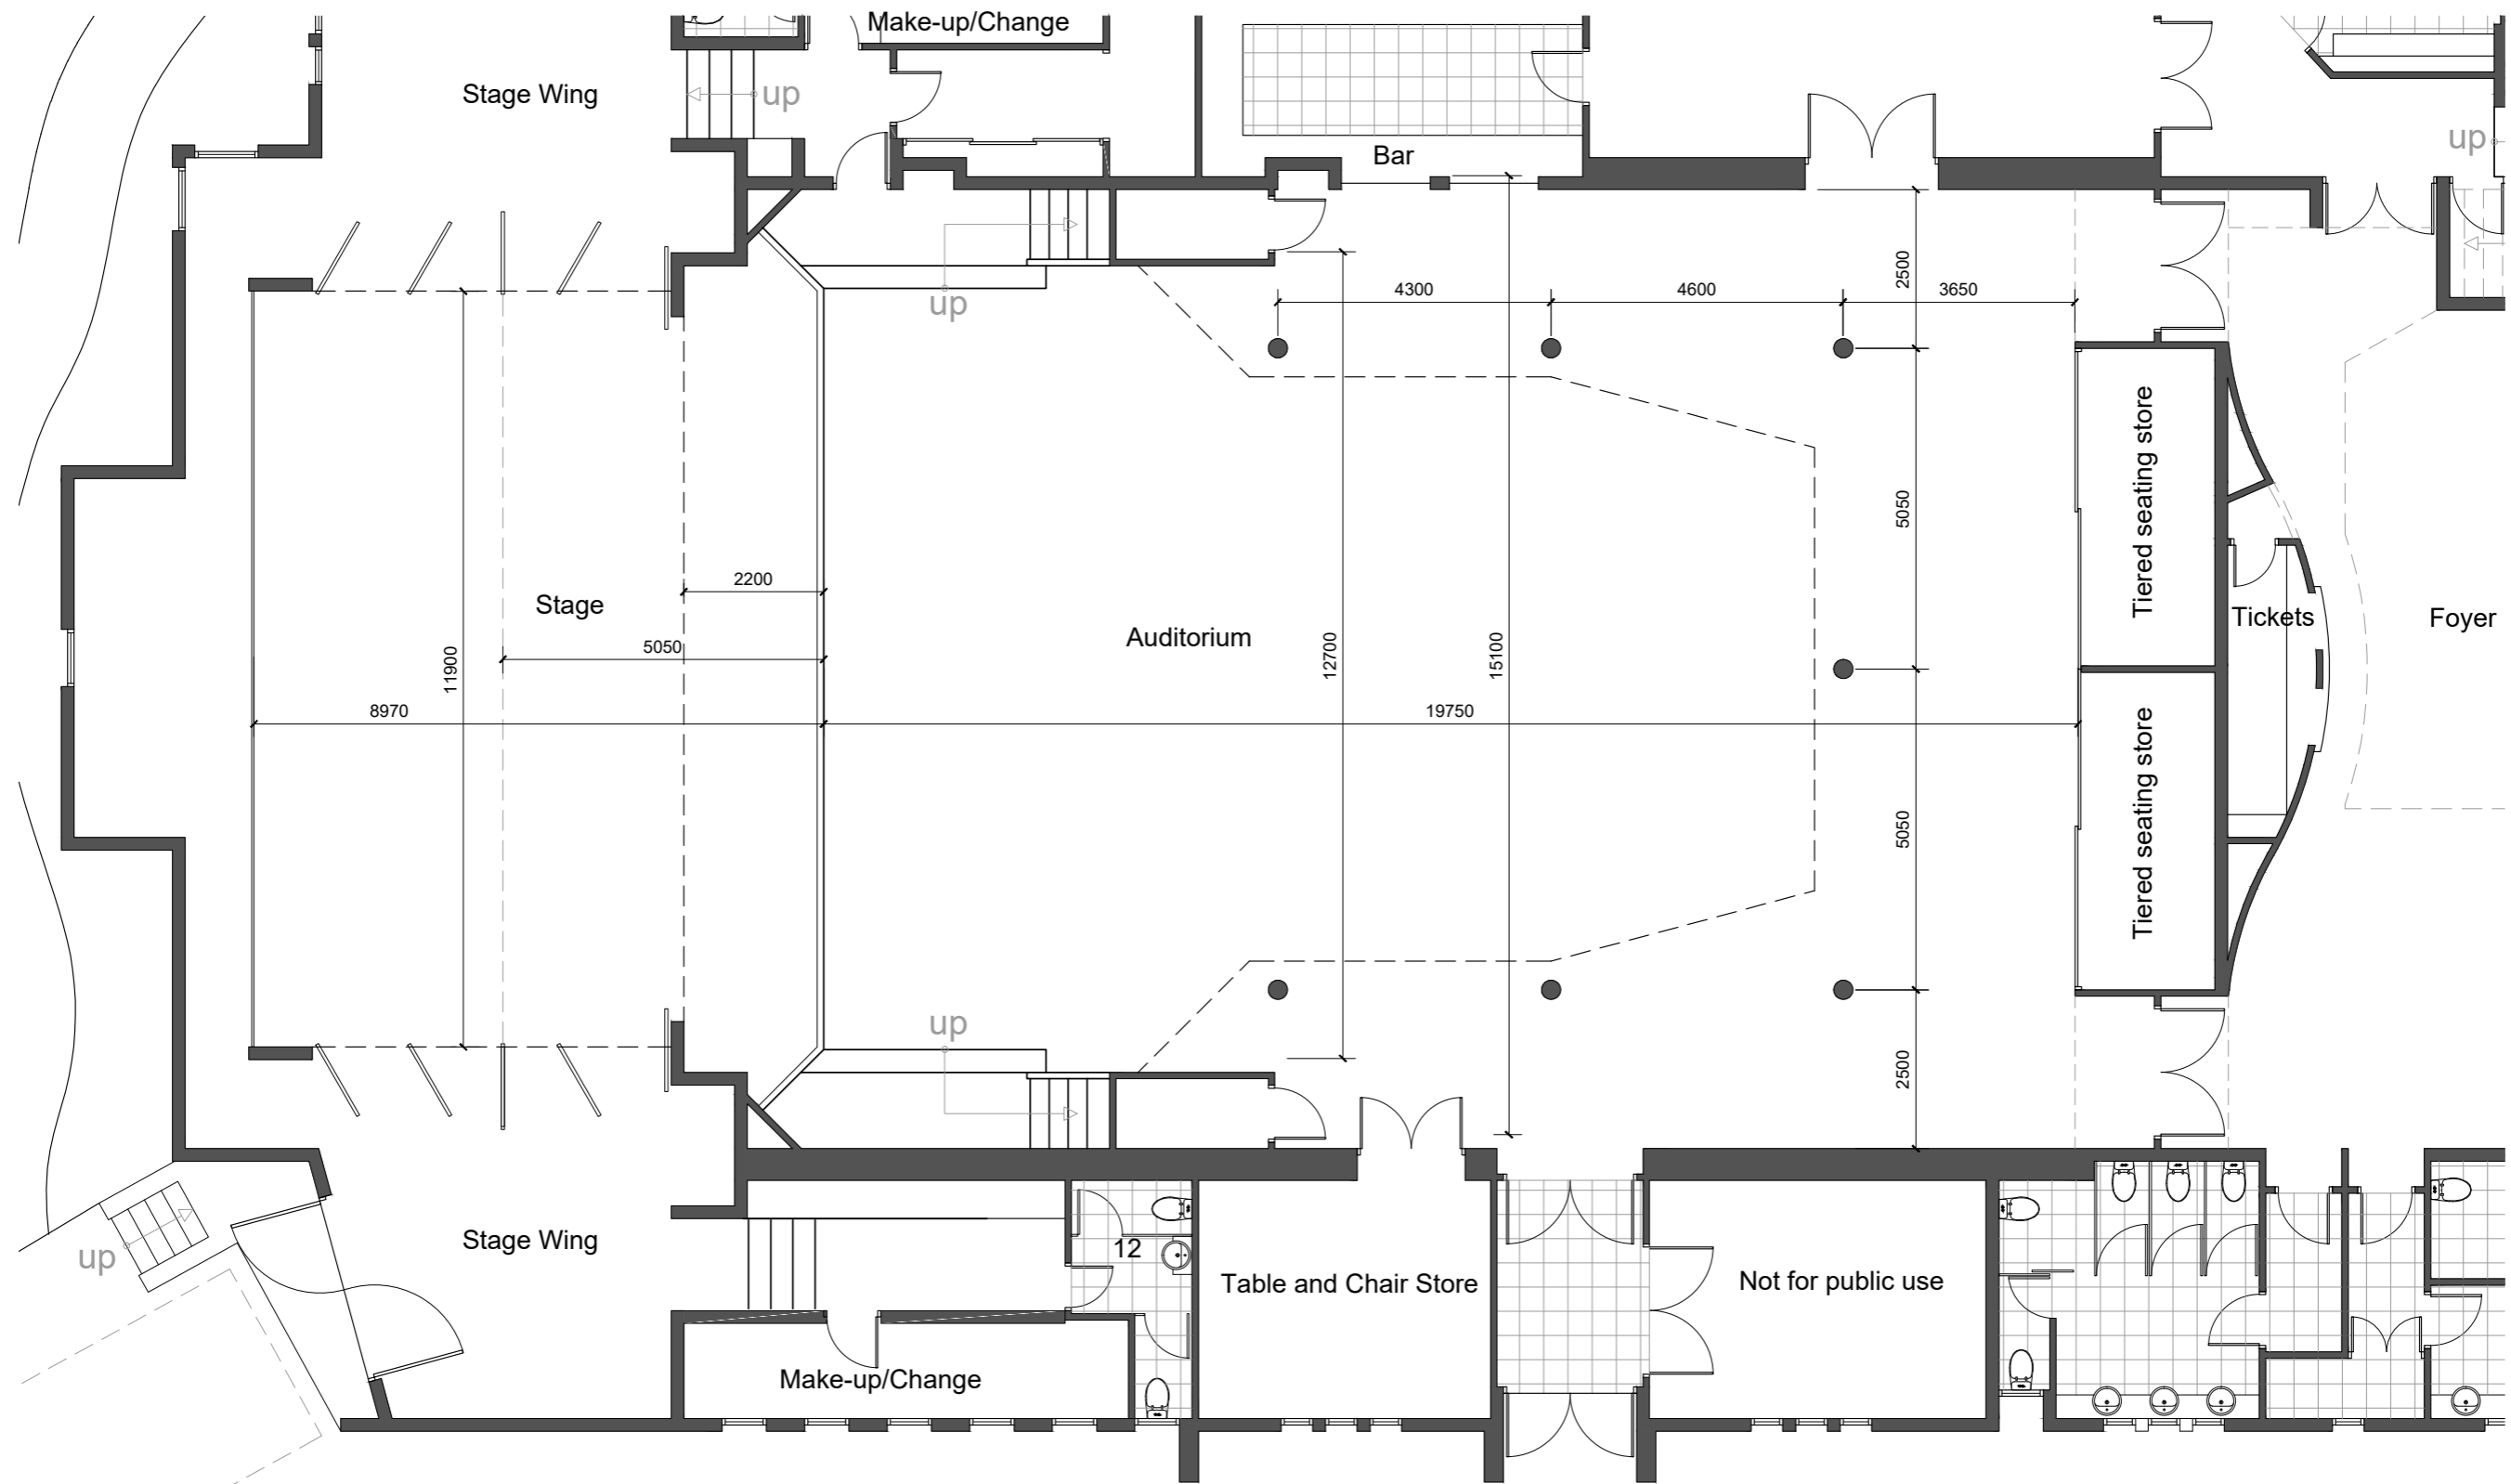 Make-up/Change
Stage Wing
up
up
Bar
2500
4300
4600
3650
up
Tiered seating store
2200
Stage
Tickets
Foyer
Auditorium
5050
5050
11900
12700
15100
8970
19750
Tiered seating store
5050
up
2500
Stage Wing
up
12
Table and Chair Store
Not for public use
Make-up/Change